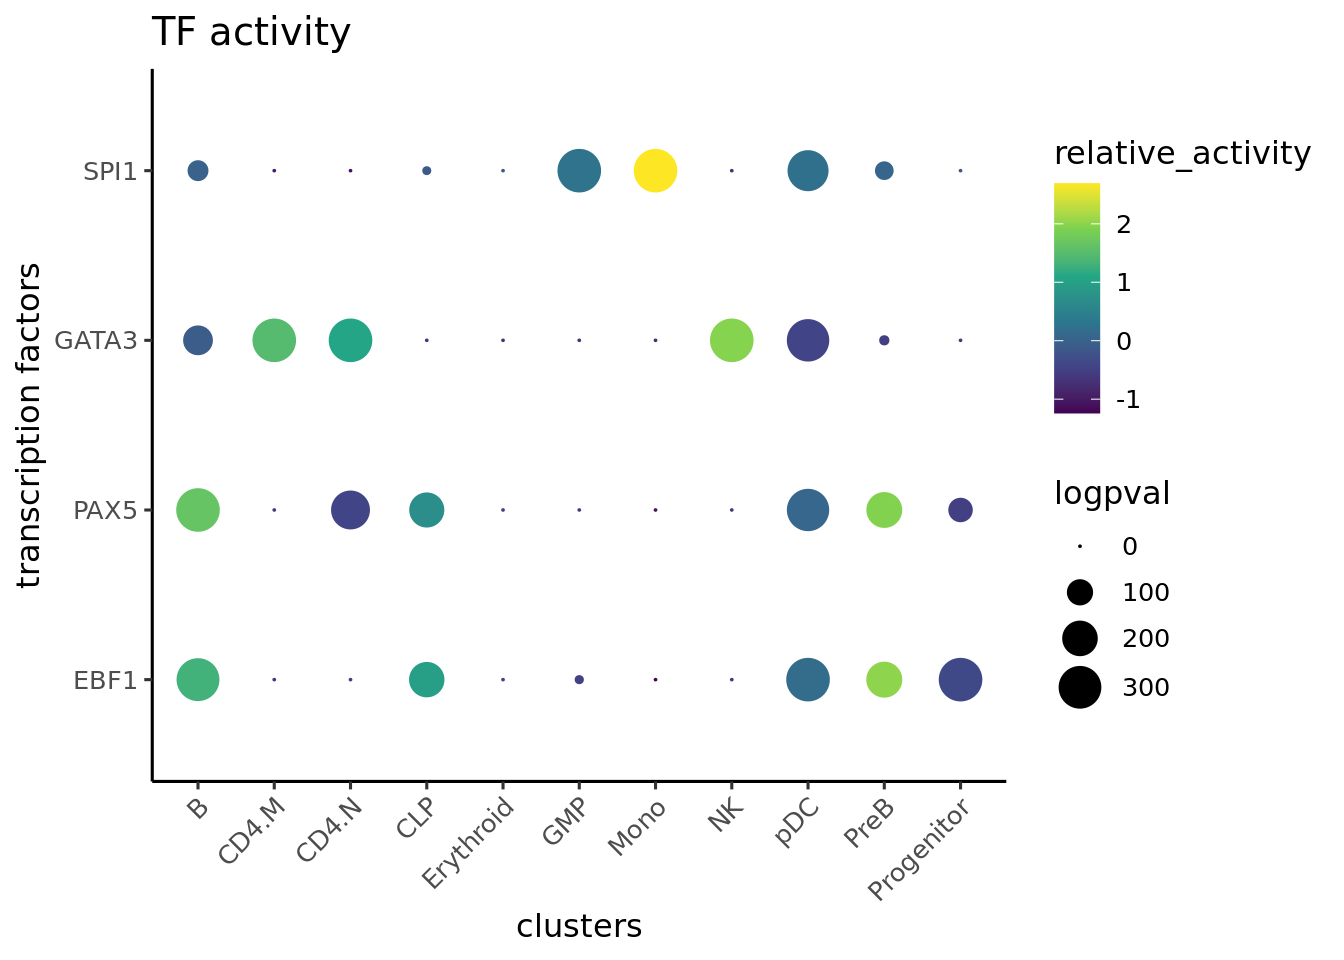 TF activity
transcription factors
SPI1
GATA3
PAX5
EBF1
B
CD4.M
CD4.N
CLP
Erythroid
GMP
Mono
NK
pDC
PreB
Progenitor
clusters
relative_activity
2
1
0
-1
logpval
0
100
200
300